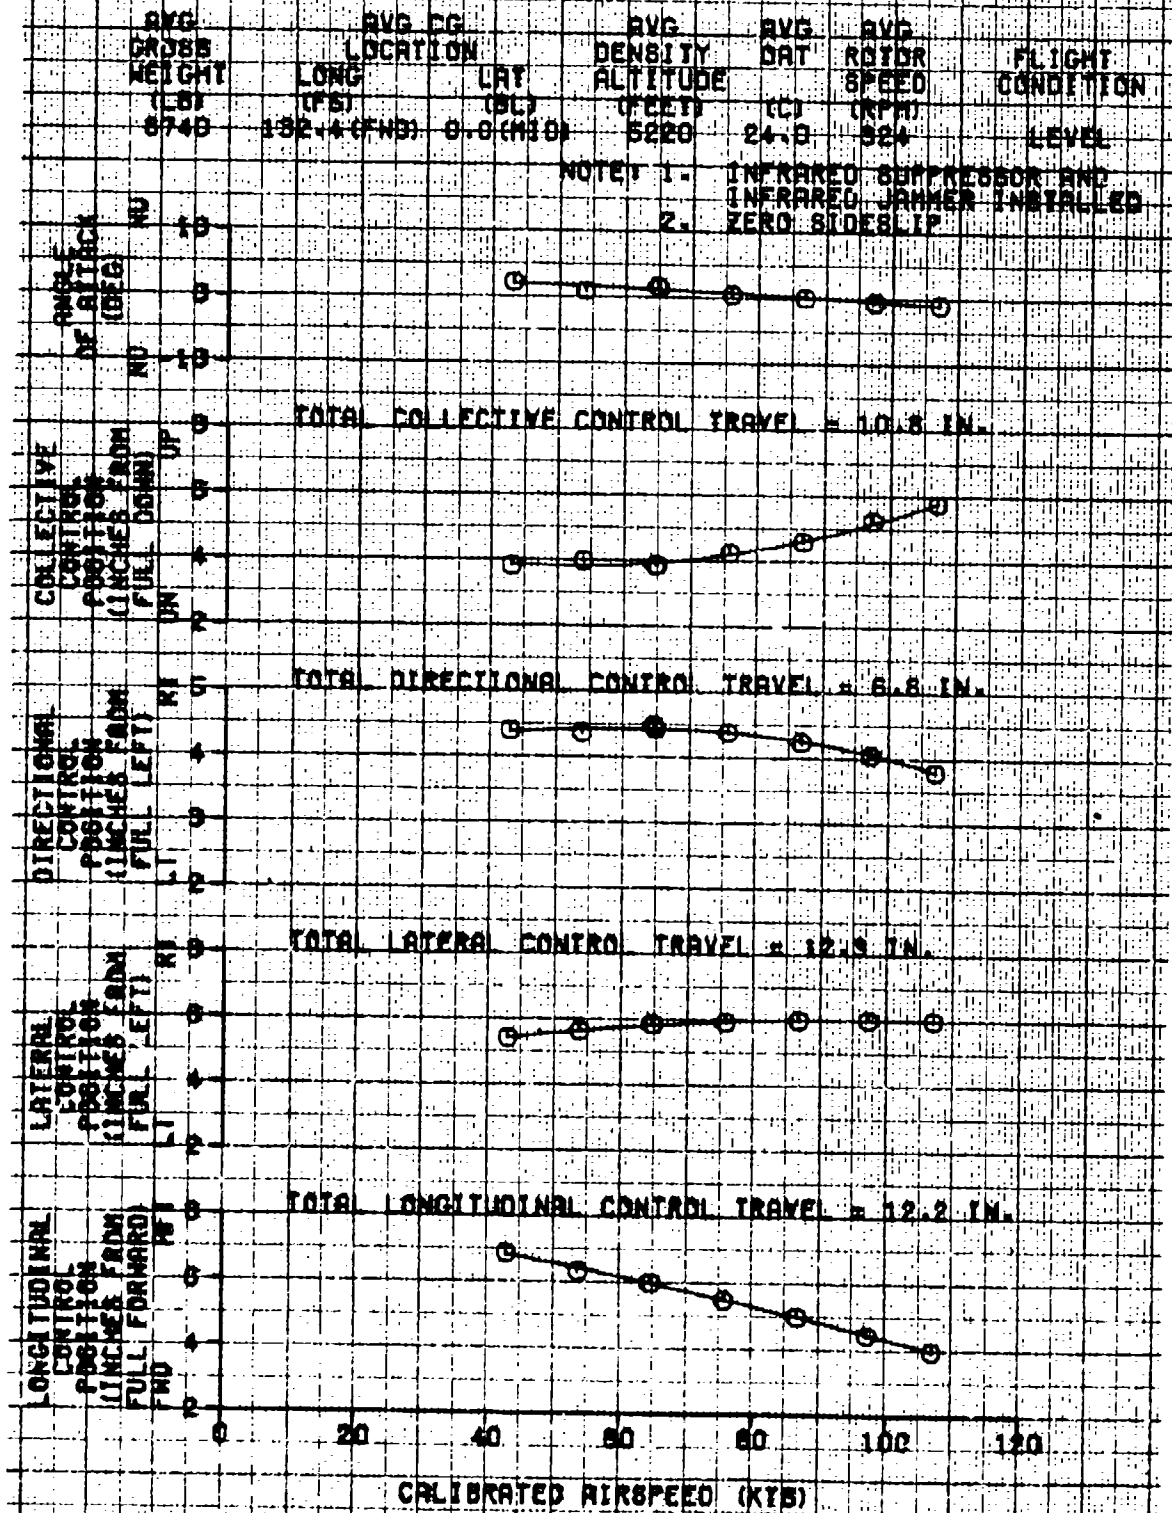 AVG AVG CG AVG AVG AVG
GROSS LOCATION DENSITY OAT ROTOR FLIGHT
WEIGHT LONG LAT ALTITUDE SPEED CONDITION
(LB) (FS) (BL) (FEET) (C) (RPM)
8740 132.4(FWD) 0.0(MID) 5220 24.0 324 LEVEL
NOTE: 1. INFRARED SUPPRESSOR AND
INFRARED JAMMER INSTALLED
2. ZERO SIDESLIP
ANGLE
OF ATTACK
(DEG)
ND NU
10
0
-10
TOTAL COLLECTIVE CONTROL TRAVEL = 10.8 IN.
COLLECTIVE
CONTROL
POSITION
(INCHES FROM
FULL DOWN)
DN UP
8
6
4
2
TOTAL DIRECTIONAL CONTROL TRAVEL = 6.8 IN.
DIRECTIONAL
CONTROL
POSITION
(INCHES FROM
FULL LEFT)
LT RT
5
4
3
2
TOTAL LATERAL CONTROL TRAVEL = 12.3 IN.
LATERAL
CONTROL
POSITION
(INCHES FROM
FULL LEFT)
LT RT
8
6
4
2
TOTAL LONGITUDINAL CONTROL TRAVEL = 12.2 IN.
LONGITUDINAL
CONTROL
POSITION
(INCHES FROM
FULL FORWARD)
FWD AFT
8
6
4
2
0 20 40 60 80 100 120
CALIBRATED AIRSPEED (KTS)